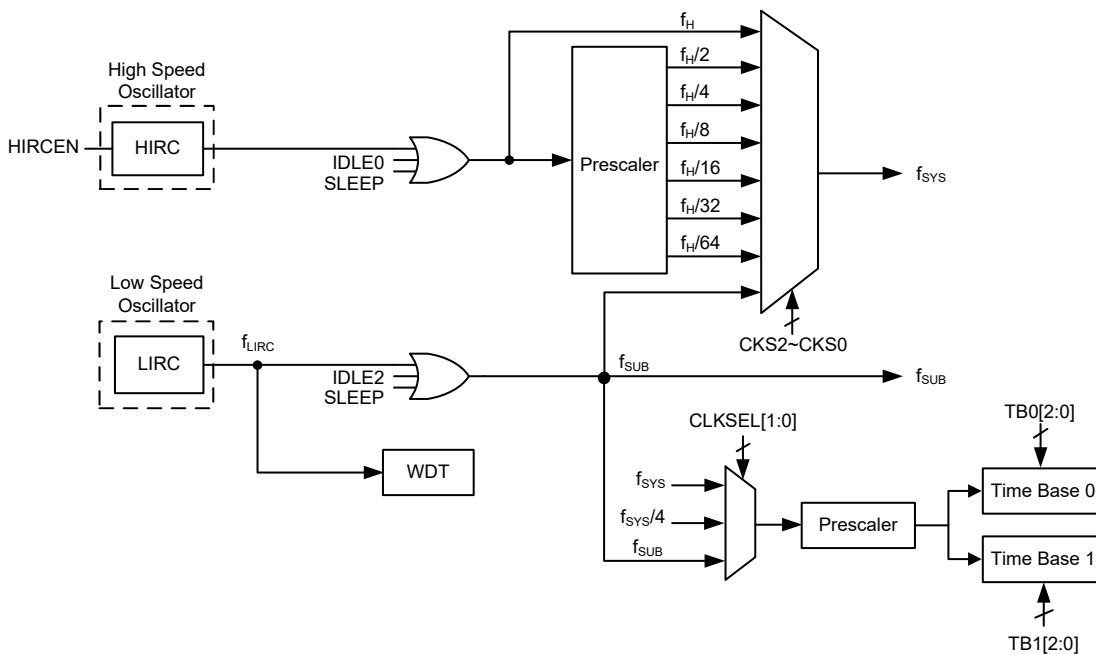 High Speed
Oscillator
HIRCEN
HIRC
IDLE0
SLEEP
Prescaler
fH
fH/2
fH/4
fH/8
fH/16
fH/32
fH/64
fSYS
CKS2~CKS0
Low Speed
Oscillator
LIRC
fLIRC
IDLE2
SLEEP
WDT
fSUB
fSUB
CLKSEL[1:0]
fSYS
fSYS/4
fSUB
Prescaler
TB0[2:0]
Time Base 0
Time Base 1
TB1[2:0]